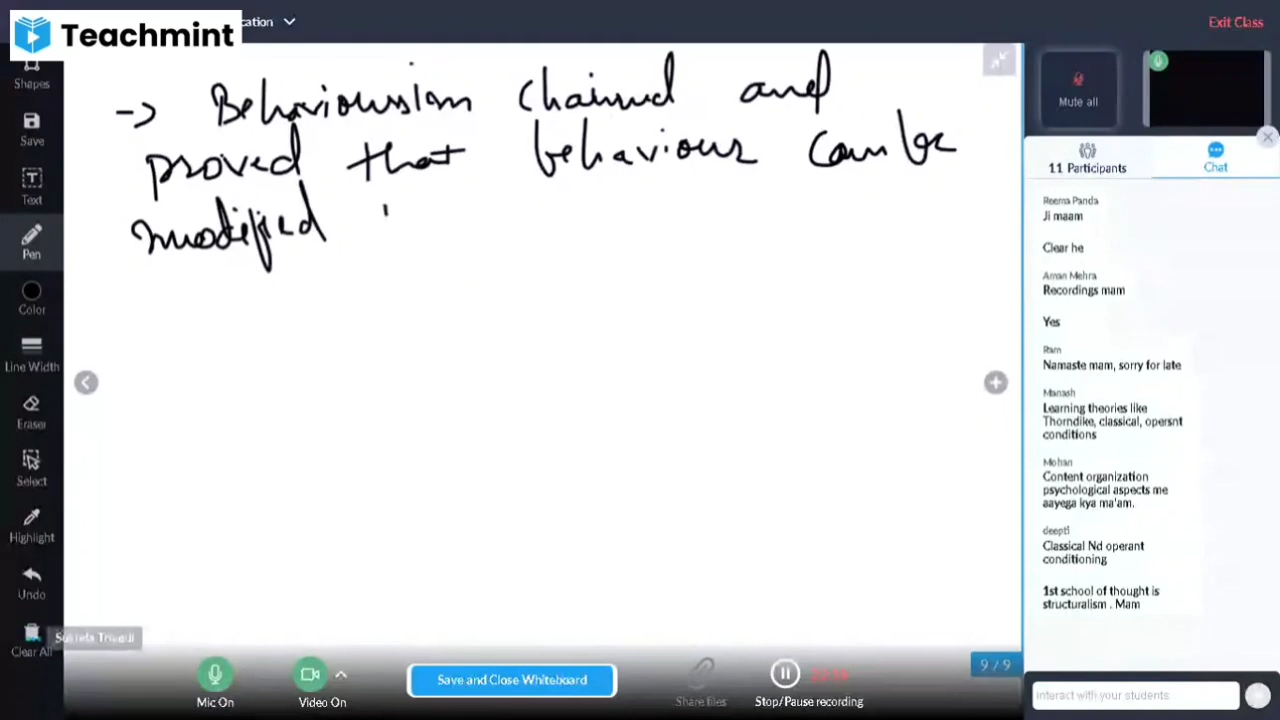 Teachmint
cation
Exit Class
Shapes
Save
Text
Pen
Color
Line Width
Eraser
Select
Highlight
Undo
Clear All
-> Behaviourism and
proved that behaviour can be
modified
Mic On
Video On
Save and Close Whiteboard
Share files
Stop/Pause recording
9 / 9
Mute all
11 Participants
Chat
Reema Panda
Ji maam
Clear he
Aman Mehra
Recordings mam
Yes
Ram
Namaste mam, sorry for late
Manash
Learning theories like
Thorndike, classical, opersnt
conditions
Mohan
Content organization
psychological aspects me
aayega kya ma'am.
deepti
Classical Nd operant
conditioning
1st school of thought is
structuralism . Mam
Interact with your students